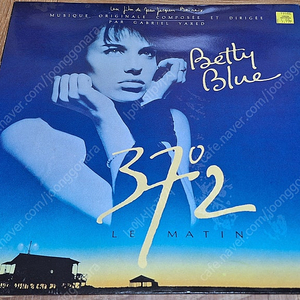 Un film de Jean-Jacques Beineix
MUSIQUE ORIGINALE COMPOSÉE ET DIRIGÉE
PAR GABRIEL YARED
Betty
Blue
37°2
LE MATIN